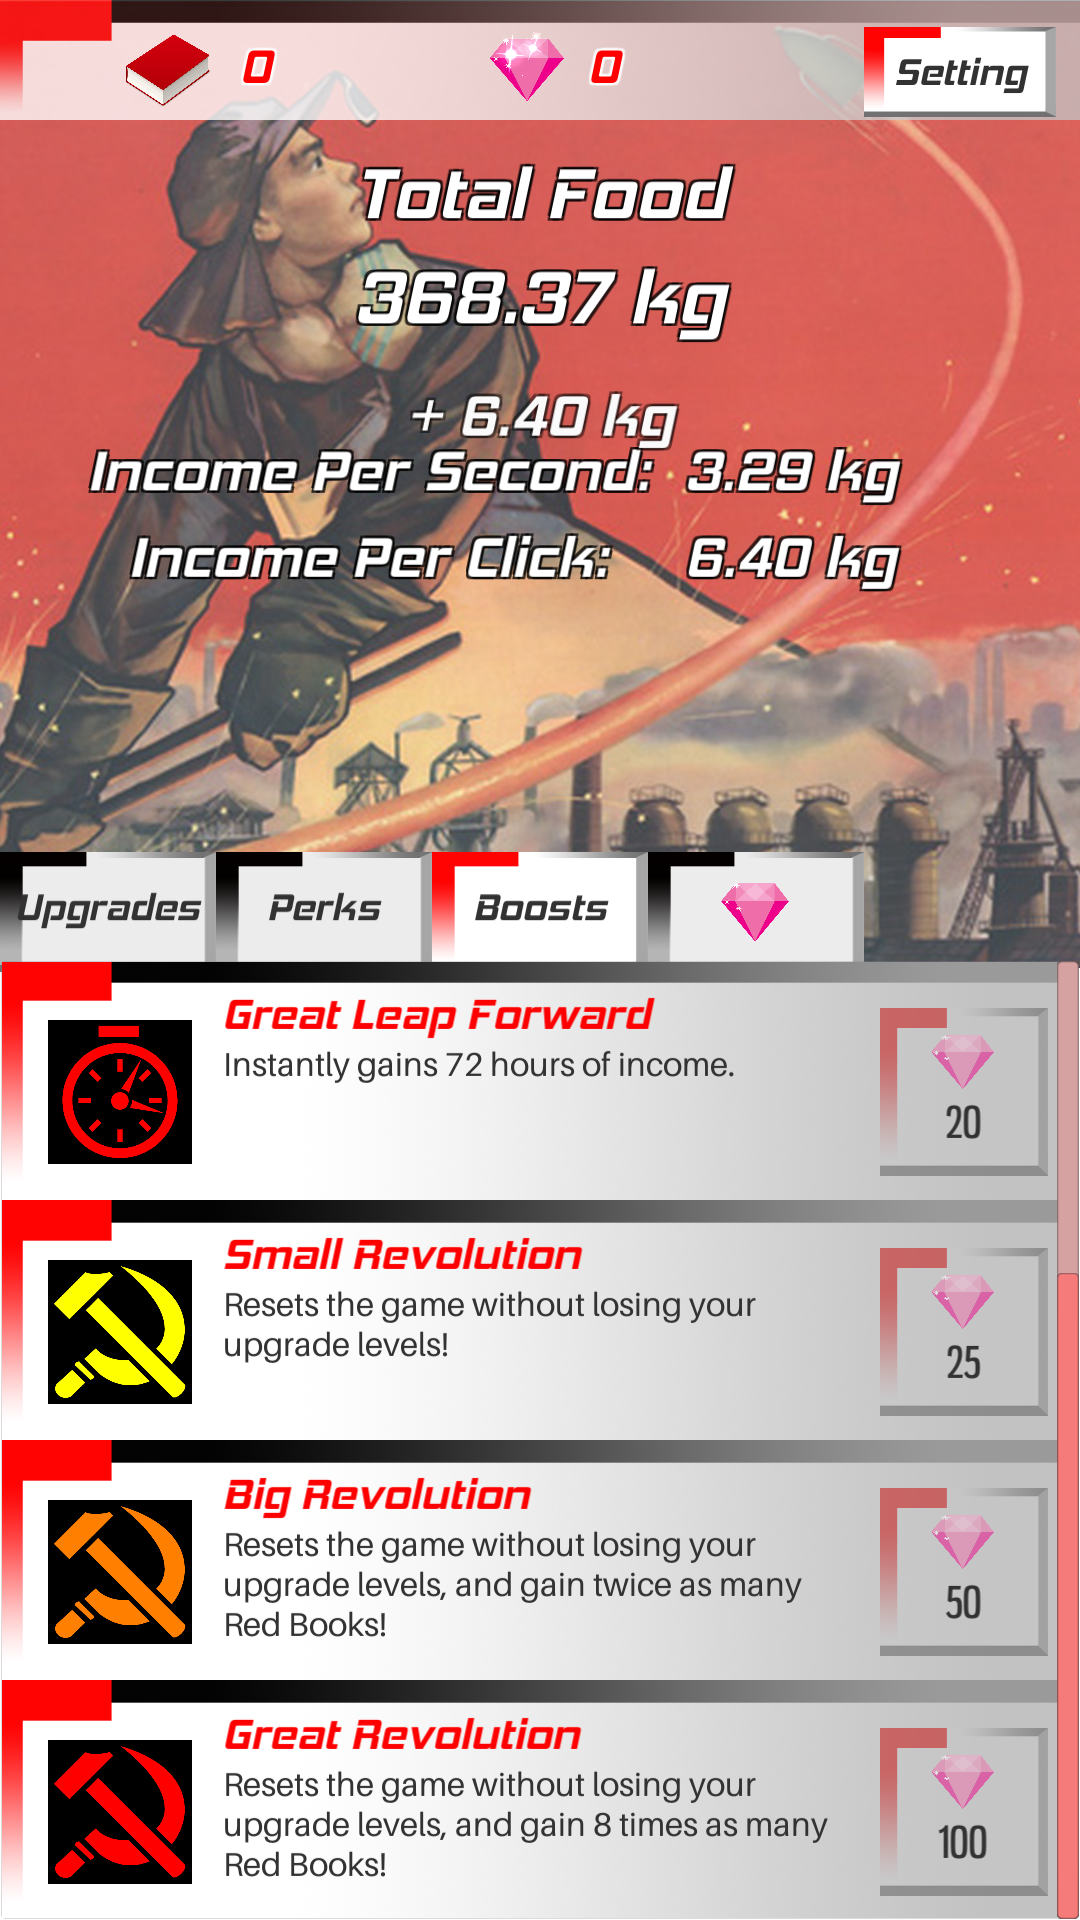 0
0
Setting
Total Food
368.37 kg
+ 6.40 kg
Income Per Second: 3.29 kg
Income Per Click: 6.40 kg
Upgrades
Perks
Boosts
Great Leap Forward
Instantly gains 72 hours of income.
20
Small Revolution
Resets the game without losing your
upgrade levels!
25
Big Revolution
Resets the game without losing your
upgrade levels, and gain twice as many
Red Books!
50
Great Revolution
Resets the game without losing your
upgrade levels, and gain 8 times as many
Red Books!
100